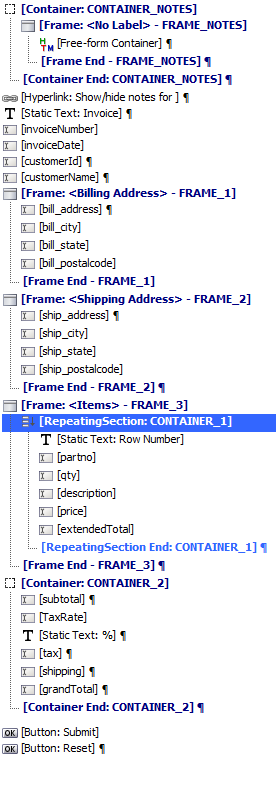 [Container: CONTAINER_NOTES]
[Frame: <No Label> - FRAME_NOTES]
HM [Free-form Container] ¶
[Frame End - FRAME_NOTES] ¶
[Container End: CONTAINER_NOTES] ¶
[Hyperlink: Show/hide notes for ] ¶
T [Static Text: Invoice] ¶
[invoiceNumber]
[invoiceDate]
[customerId] ¶
[customerName] ¶
[Frame: <Billing Address> - FRAME_1]
[bill_address] ¶
[bill_city]
[bill_state]
[bill_postalcode]
[Frame End - FRAME_1]
[Frame: <Shipping Address> - FRAME_2]
[ship_address] ¶
[ship_city]
[ship_state]
[ship_postalcode]
[Frame End - FRAME_2] ¶
[Frame: <Items> - FRAME_3]
[RepeatingSection: CONTAINER_1]
T [Static Text: Row Number]
[partno]
[qty]
[description]
[price]
[extendedTotal]
[RepeatingSection End: CONTAINER_1] ¶
[Frame End - FRAME_3] ¶
[Container: CONTAINER_2]
[subtotal] ¶
[TaxRate]
T [Static Text: %] ¶
[tax] ¶
[shipping] ¶
[grandTotal] ¶
[Container End: CONTAINER_2] ¶
OK [Button: Submit]
OK [Button: Reset] ¶